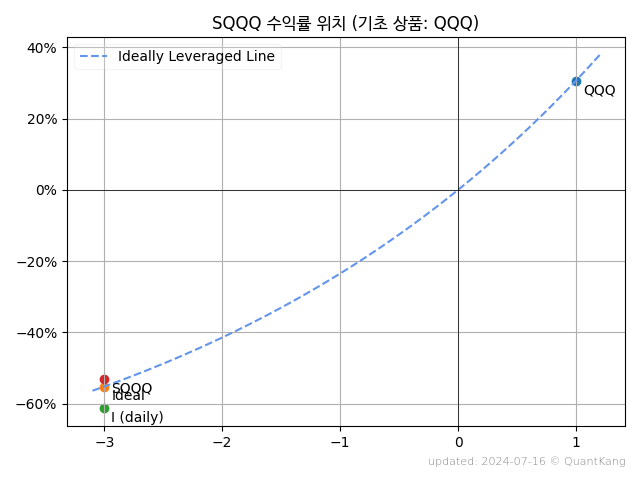 SQQQ 수익률 위치 (기초 상품: QQQ)
40%
Ideally Leveraged Line
QQQ
20%
0%
−20%
−40%
SQQQ
Ideal
−60%
I (daily)
−3
−2
−1
0
1
updated: 2024-07-16 © QuantKang